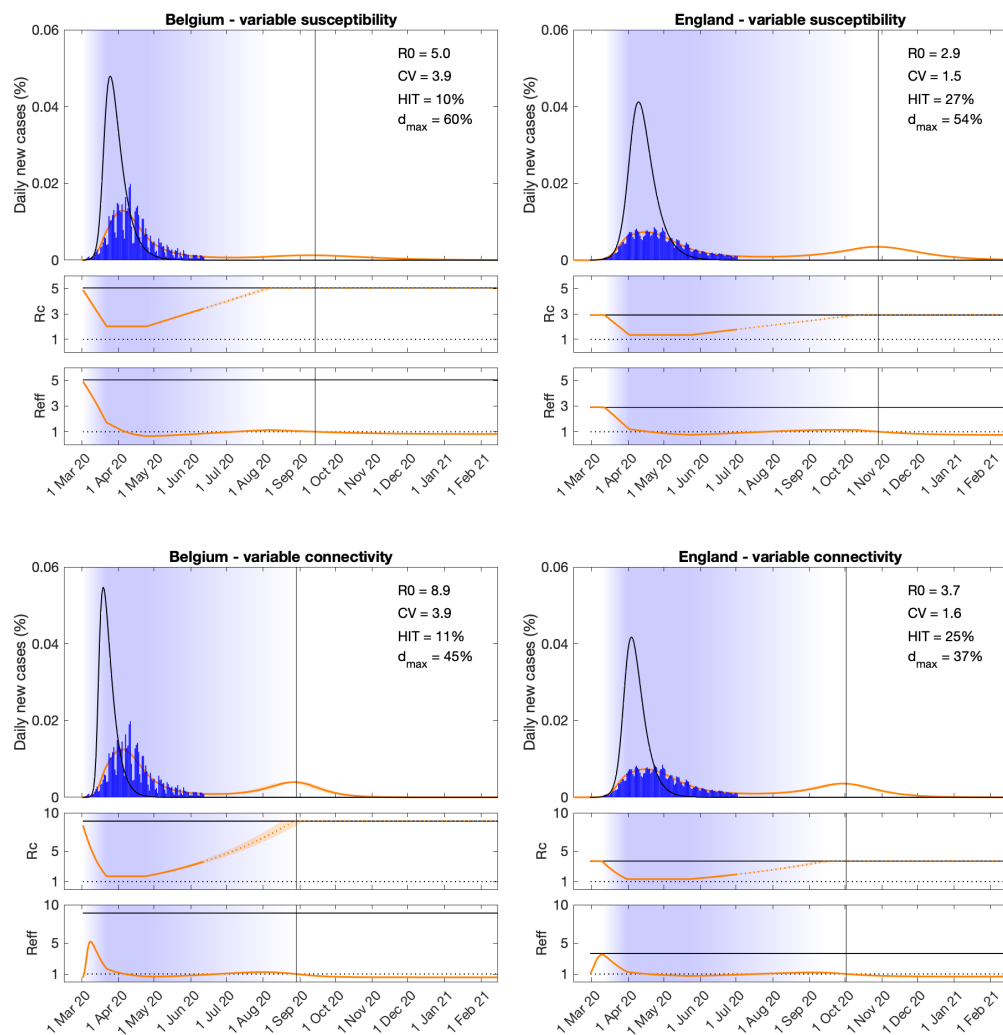 Belgium - variable susceptibility
0.06
0.04
0.02
0
Daily new cases (%)
R0 = 5.0
CV = 3.9
HIT = 10%
dmax = 60%
5
3
1
Rc
5
3
1
Reff
1 Mar 20
1 Apr 20
1 May 20
1 Jun 20
1 Jul 20
1 Aug 20
1 Sep 20
1 Oct 20
1 Nov 20
1 Dec 20
1 Jan 21
1 Feb 21
England - variable susceptibility
0.06
0.04
0.02
0
Daily new cases (%)
R0 = 2.9
CV = 1.5
HIT = 27%
dmax = 54%
5
3
1
Rc
5
3
1
Reff
1 Mar 20
1 Apr 20
1 May 20
1 Jun 20
1 Jul 20
1 Aug 20
1 Sep 20
1 Oct 20
1 Nov 20
1 Dec 20
1 Jan 21
1 Feb 21
Belgium - variable connectivity
0.06
0.04
0.02
0
Daily new cases (%)
R0 = 8.9
CV = 3.9
HIT = 11%
dmax = 45%
10
5
1
Rc
10
5
1
Reff
1 Mar 20
1 Apr 20
1 May 20
1 Jun 20
1 Jul 20
1 Aug 20
1 Sep 20
1 Oct 20
1 Nov 20
1 Dec 20
1 Jan 21
1 Feb 21
England - variable connectivity
0.06
0.04
0.02
0
Daily new cases (%)
R0 = 3.7
CV = 1.6
HIT = 25%
dmax = 37%
10
5
1
Rc
10
5
1
Reff
1 Mar 20
1 Apr 20
1 May 20
1 Jun 20
1 Jul 20
1 Aug 20
1 Sep 20
1 Oct 20
1 Nov 20
1 Dec 20
1 Jan 21
1 Feb 21